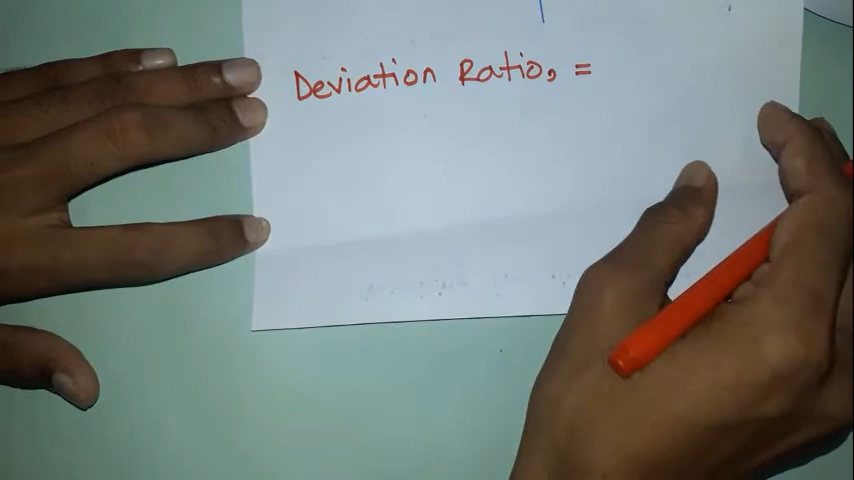 Deviation Ratio, =